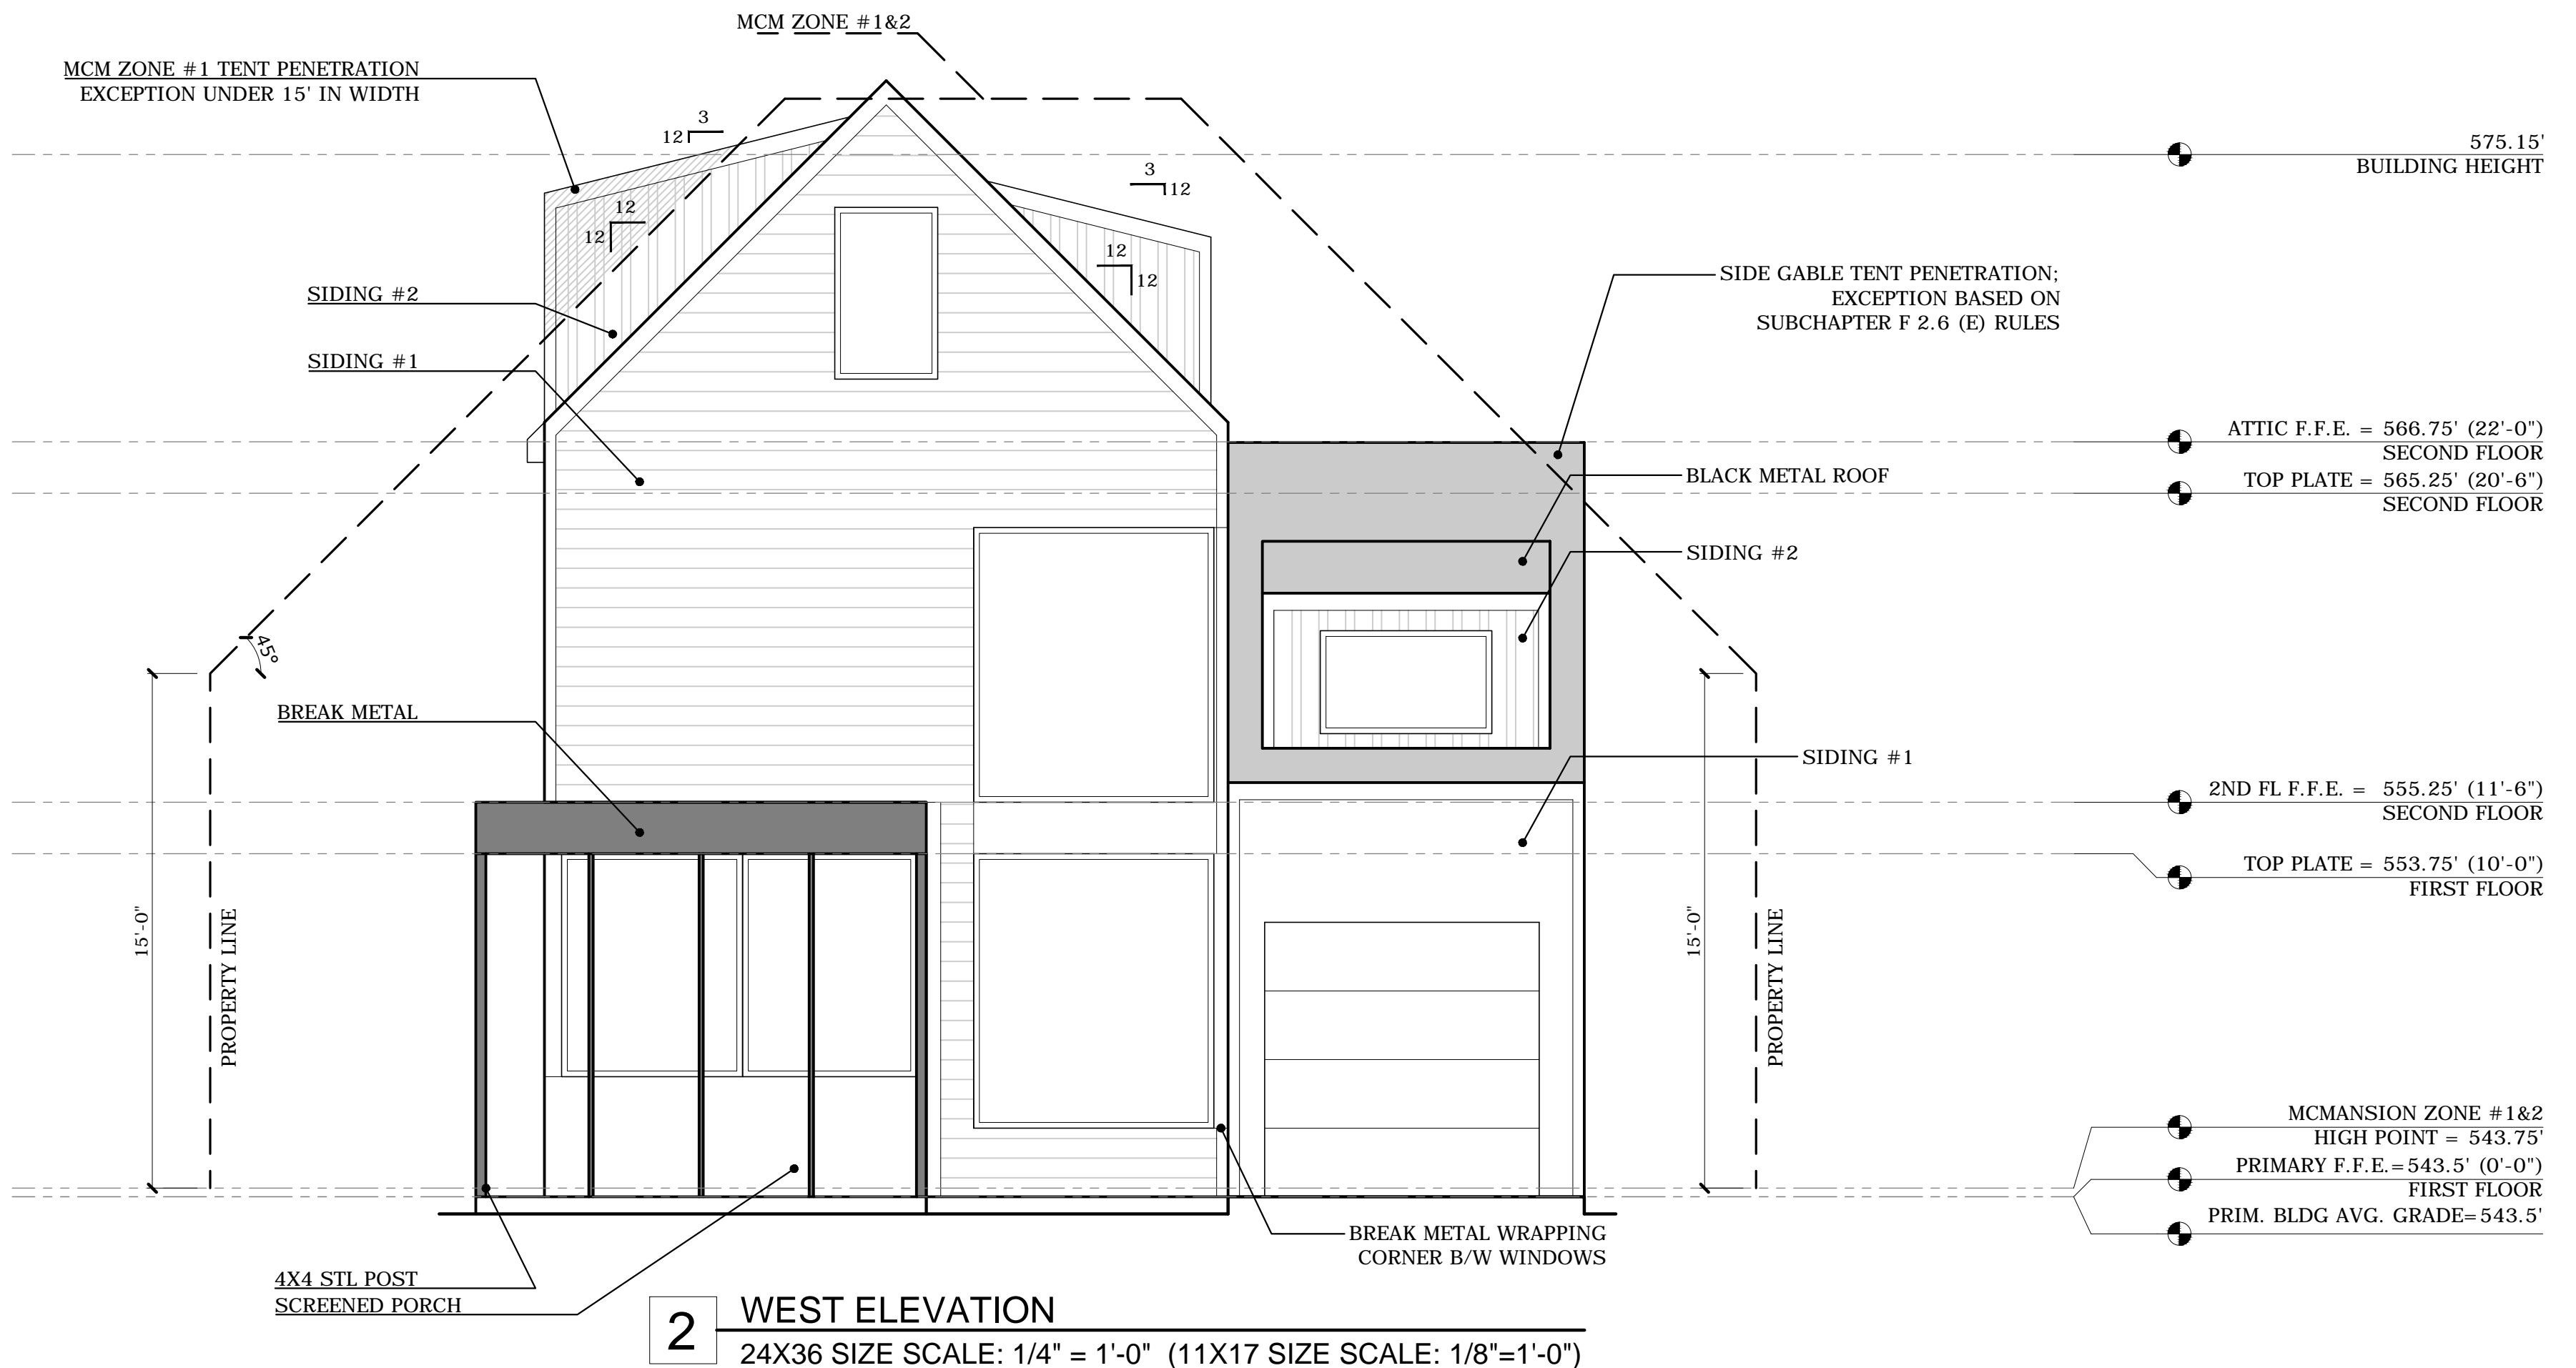 MCM ZONE #1&2
MCM ZONE #1 TENT PENETRATION
EXCEPTION UNDER 15' IN WIDTH
3
12
575.15'
BUILDING HEIGHT
3
12
12
12
12
12
SIDE GABLE TENT PENETRATION;
EXCEPTION BASED ON
SUBCHAPTER F 2.6 (E) RULES
SIDING #2
SIDING #1
ATTIC F.F.E. = 566.75' (22'-0")
SECOND FLOOR
BLACK METAL ROOF
TOP PLATE = 565.25' (20'-6")
SECOND FLOOR
SIDING #2
45°
BREAK METAL
SIDING #1
2ND FL F.F.E. = 555.25' (11'-6")
SECOND FLOOR
TOP PLATE = 553.75' (10'-0")
FIRST FLOOR
15'-0"
PROPERTY LINE
15'-0"
PROPERTY LINE
MCMANSION ZONE #1&2
HIGH POINT = 543.75'
PRIMARY F.F.E.=543.5' (0'-0")
FIRST FLOOR
PRIM. BLDG AVG. GRADE=543.5'
BREAK METAL WRAPPING
CORNER B/W WINDOWS
4X4 STL POST
SCREENED PORCH
2
WEST ELEVATION
24X36 SIZE SCALE: 1/4" = 1'-0" (11X17 SIZE SCALE: 1/8"=1'-0")